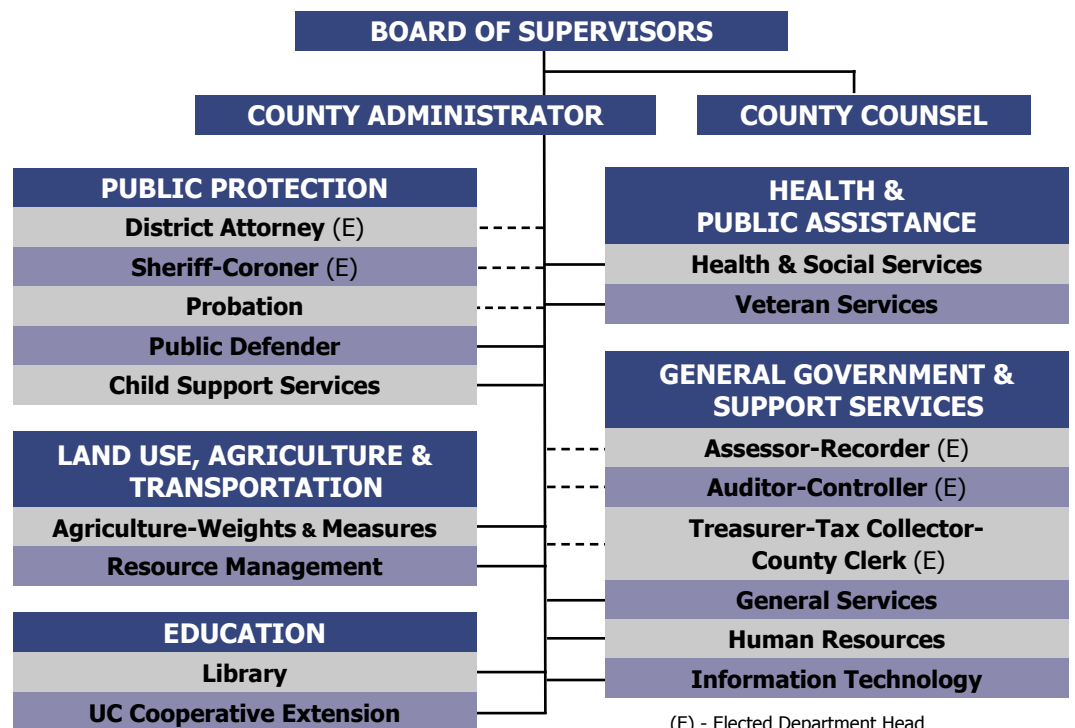 BOARD OF SUPERVISORS
COUNTY ADMINISTRATOR
COUNTY COUNSEL
PUBLIC PROTECTION
District Attorney (E)
Sheriff-Coroner (E)
Probation
Public Defender
Child Support Services
LAND USE, AGRICULTURE &
TRANSPORTATION
Agriculture-Weights & Measures
Resource Management
EDUCATION
Library
UC Cooperative Extension
HEALTH &
PUBLIC ASSISTANCE
Health & Social Services
Veteran Services
GENERAL GOVERNMENT &
SUPPORT SERVICES
Assessor-Recorder (E)
Auditor-Controller (E)
Treasurer-Tax Collector-
County Clerk (E)
General Services
Human Resources
Information Technology
(E) - Elected Department Head